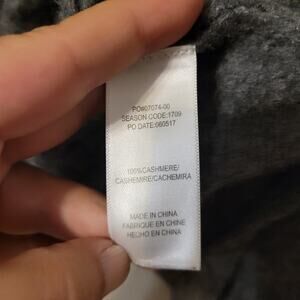 PO#07074-00
SEASON CODE:1709
PO DATE:060517
100%CASHMERE/
CASHEMIRE/CACHEMIRA
MADE IN CHINA
FABRIQUE EN CHINE
HECHO EN CHINA